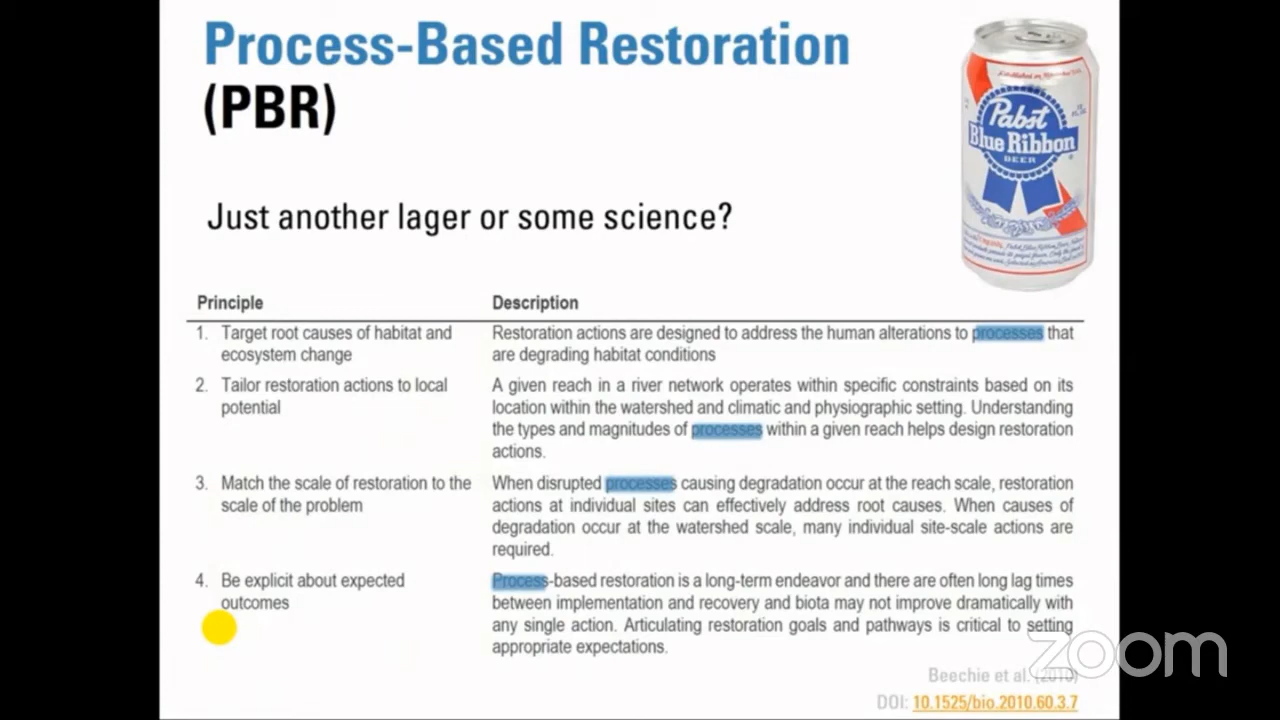 Process-Based Restoration
(PBR)
Pabst
Blue Ribbon
BEER
Just another lager or some science?
Principle Description
1. Target root causes of habitat and ecosystem change
Restoration actions are designed to address the human alterations to processes that
are degrading habitat conditions
2. Tailor restoration actions to local potential
A given reach in a river network operates within specific constraints based on its
location within the watershed and climatic and physiographic setting. Understanding
the types and magnitudes of processes within a given reach helps design restoration
actions.
3. Match the scale of restoration to the scale of the problem
When disrupted processes causing degradation occur at the reach scale, restoration
actions at individual sites can effectively address root causes. When causes of
degradation occur at the watershed scale, many individual site-scale actions are
required.
4. Be explicit about expected outcomes
Process-based restoration is a long-term endeavor and there are often long lag times
between implementation and recovery and biota may not improve dramatically with
any single action. Articulating restoration goals and pathways is critical to setting
appropriate expectations.
zoom
Beechie et al. (2010)
DOI: 10.1525/bio.2010.60.3.7